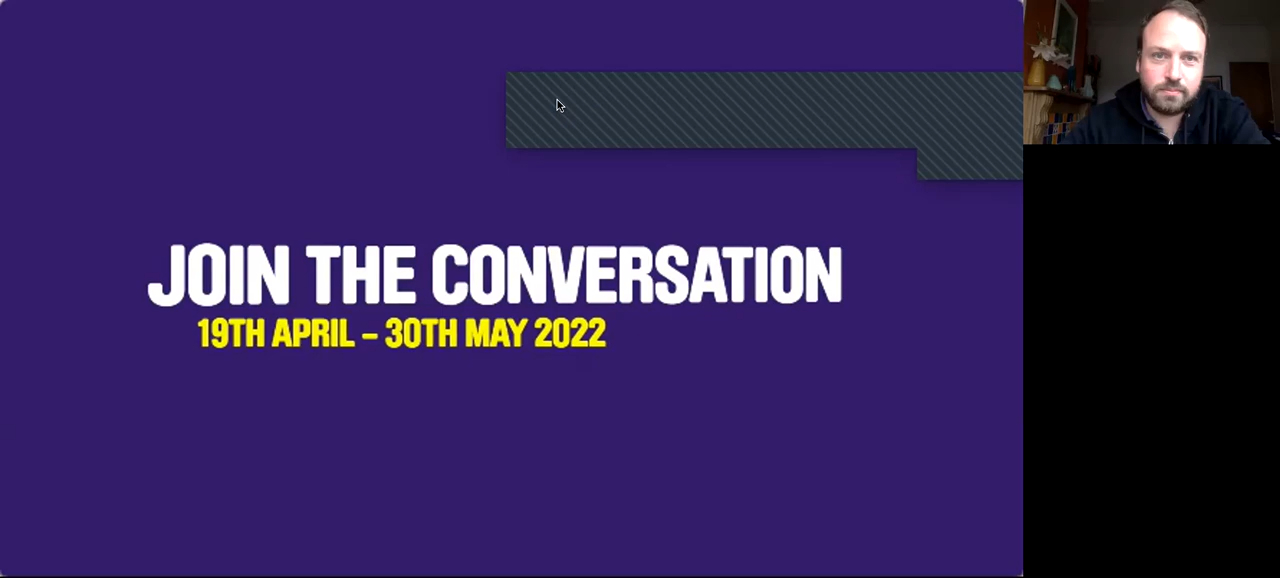 JOIN THE CONVERSATION
19TH APRIL – 30TH MAY 2022